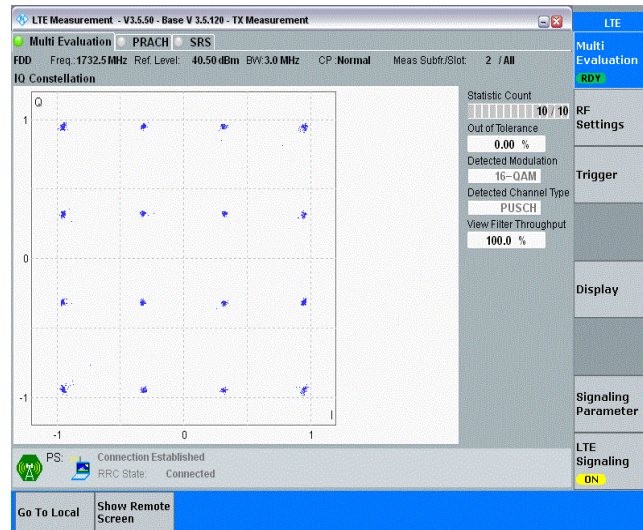 LTE Measurement - V3.5.50 - Base V 3.5.120 - TX Measurement
LTE
Multi Evaluation PRACH SRS
Multi
Evaluation
RDY
FDD Freq.:1732.5 MHz Ref. Level: 40.50 dBm BW:3.0 MHz CP :Normal Meas Subfr./Slot: 2 / All
IQ Constellation
Q
1
0
-1
I
-1 0 1
Statistic Count
10 / 10
Out of Tolerance
0.00 %
Detected Modulation
16-QAM
Detected Channel Type
PUSCH
View Filter Throughput
100.0 %
RF
Settings
Trigger
Display
Signaling
Parameter
LTE
Signaling
ON
PS: Connection Established
RRC State: Connected
Go To Local
Show Remote
Screen